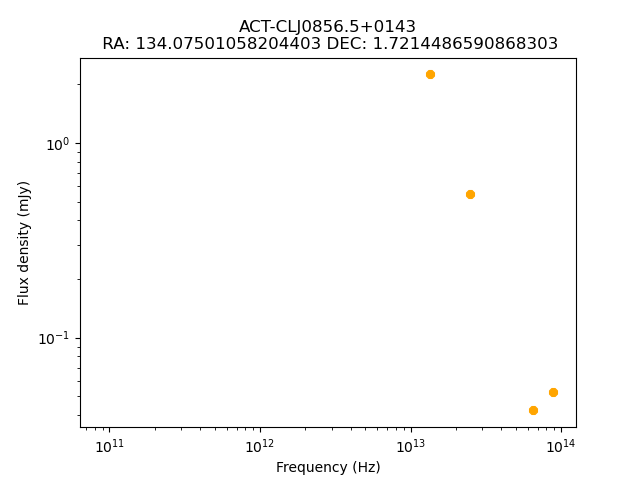 ACT-CLJ0856.5+0143
RA: 134.07501058204403 DEC: 1.7214486590868303
Flux density (mJy)
10⁰
10⁻¹
10¹¹ 10¹² 10¹³ 10¹⁴
Frequency (Hz)